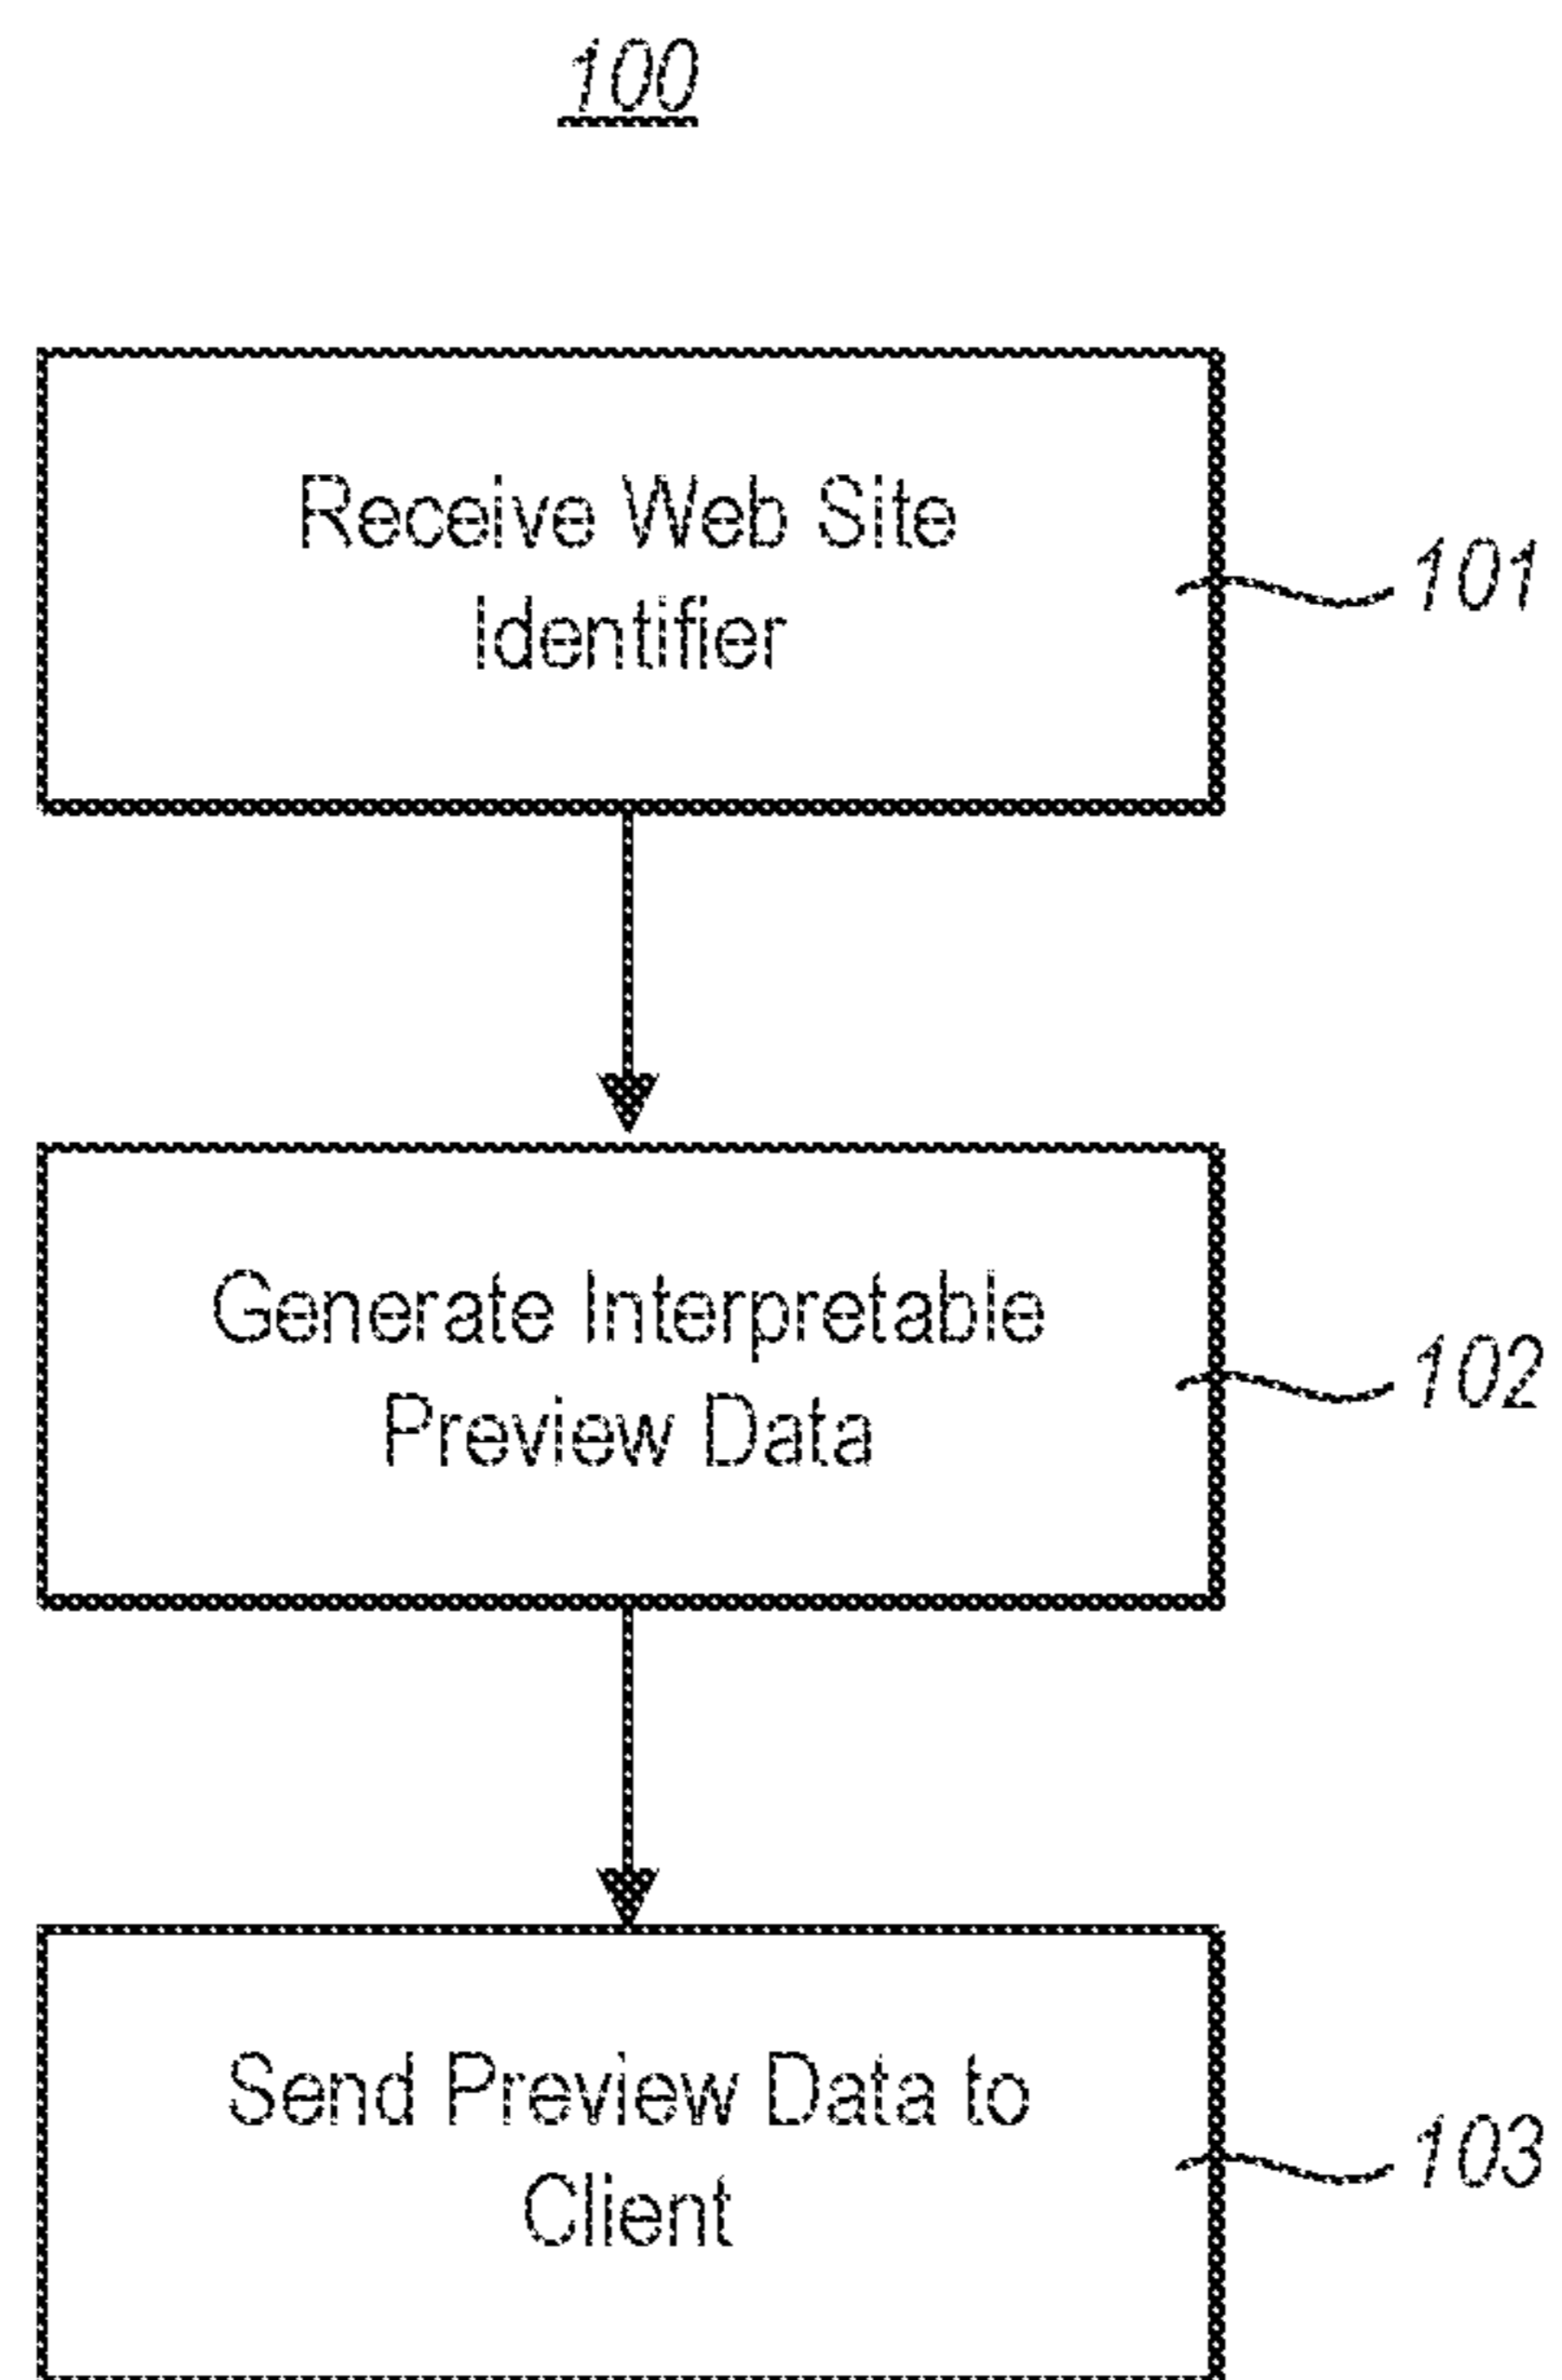 100
Receive Web Site
Identifier
101
Generate Interpretable
Preview Data
102
Send Preview Data to
Client
103